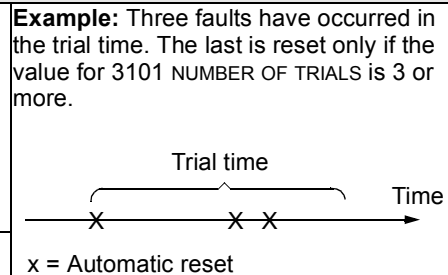 Example: Three faults have occurred in
the trial time. The last is reset only if the
value for 3101 NUMBER OF TRIALS is 3 or
more.
Trial time
Time
X X X
x = Automatic reset